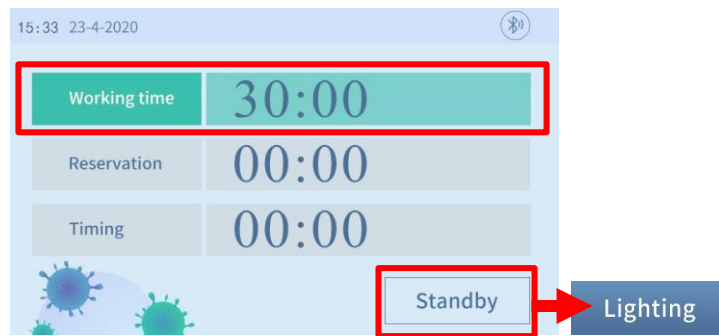 15:33 23-4-2020
Working time 30:00
Reservation 00:00
Timing 00:00
Standby
Lighting